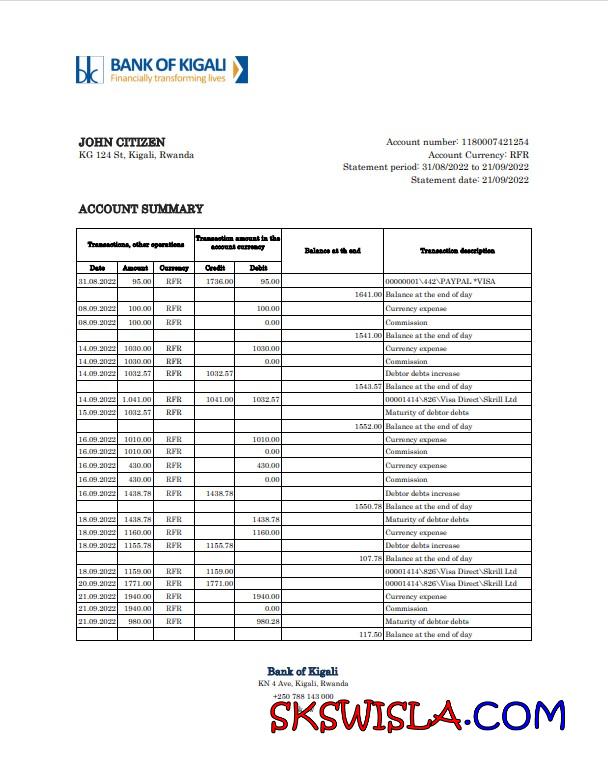 bk BANK OF KIGALI
Financially transforming lives
JOHN CITIZEN
KG 124 St, Kigali, Rwanda
Account number: 1180007421254
Account Currency: RFR
Statement period: 31/08/2022 to 21/09/2022
Statement date: 21/09/2022
ACCOUNT SUMMARY
Transactions, other operations
Transaction amount in the account currency
Balance at th end
Transaction description
Date Amount Currency Credit Debit
31.08.2022 95.00 RFR 1736.00 95.00 00000001\442\PAYPAL *VISA
1641.00 Balance at the end of day
08.09.2022 100.00 RFR 100.00 Currency expense
08.09.2022 100.00 RFR 0.00 Commission
1541.00 Balance at the end of day
14.09.2022 1030.00 RFR 1030.00 Currency expense
14.09.2022 1030.00 RFR 0.00 Commission
14.09.2022 1032.57 RFR 1032.57 Debtor debts increase
1543.57 Balance at the end of day
14.09.2022 1.041.00 RFR 1041.00 1032.57 00001414\826\Visa Direct\Skrill Ltd
15.09.2022 1032.57 RFR Maturity of debtor debts
1552.00 Balance at the end of day
16.09.2022 1010.00 RFR 1010.00 Currency expense
16.09.2022 1010.00 RFR 0.00 Commission
16.09.2022 430.00 RFR 430.00 Currency expense
16.09.2022 430.00 RFR 0.00 Commission
16.09.2022 1438.78 RFR 1438.78 Debtor debts increase
1550.78 Balance at the end of day
18.09.2022 1438.78 RFR 1438.78 Maturity of debtor debts
18.09.2022 1160.00 RFR 1160.00 Currency expense
18.09.2022 1155.78 RFR 1155.78 Debtor debts increase
107.78 Balance at the end of day
18.09.2022 1159.00 RFR 1159.00 00001414\826\Visa Direct\Skrill Ltd
20.09.2022 1771.00 RFR 1771.00 00001414\826\Visa Direct\Skrill Ltd
21.09.2022 1940.00 RFR 1940.00 Currency expense
21.09.2022 1940.00 RFR 0.00 Commission
21.09.2022 980.00 RFR 980.28 Maturity of debtor debts
117.50 Balance at the end of day
Bank of Kigali
KN 4 Ave, Kigali, Rwanda
+250 788 143 000
SKSWISLA.COM